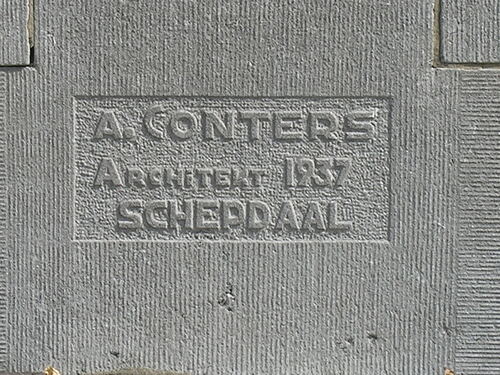 A. CONTERS
ARCHITEKT 1937
SCHEPDAAL